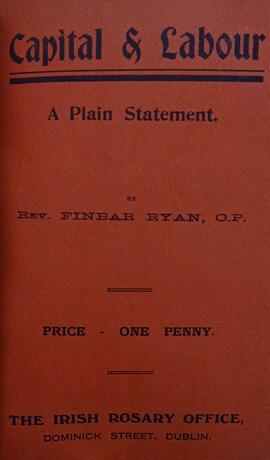 Capital & Labour
A Plain Statement.
BY
REV. FINBAR RYAN, O.P.
PRICE - ONE PENNY.
THE IRISH ROSARY OFFICE,
DOMINICK STREET, DUBLIN.